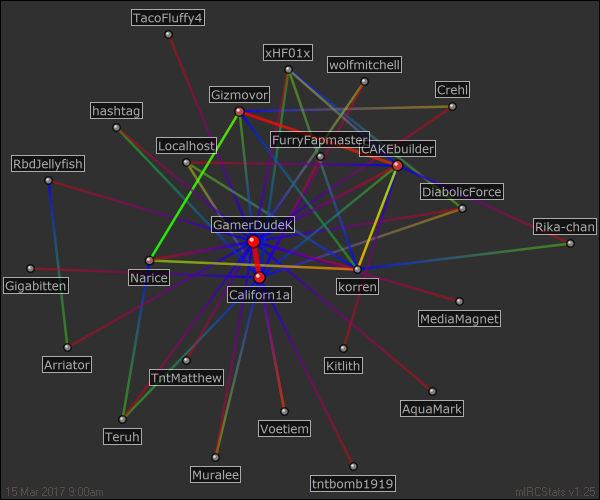 TacoFluffy4
xHF01x
wolfmitchell
Gizmovor
Crehl
hashtag
Localhost
FurryFapmaster
CAKEbuilder
RbdJellyfish
DiabolicForce
GamerDudeK
Rika-chan
Gigabitten
Narice
Californ1a
korren
MediaMagnet
Arriator
TntMatthew
Kitlith
AquaMark
Teruh
Voetiem
Muralee
tntbomb1919
15 Mar 2017 9:00am
mIRCStats v1.25